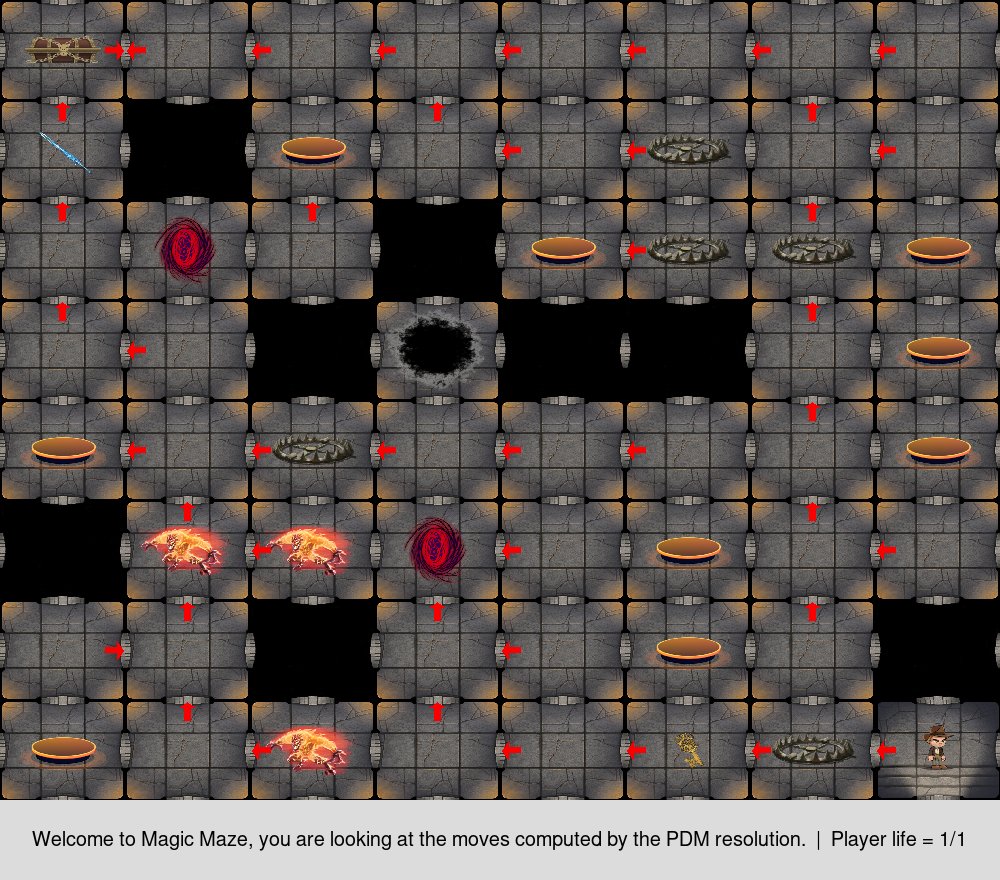 Welcome to Magic Maze, you are looking at the moves computed by the PDM resolution.  |  Player life = 1/1